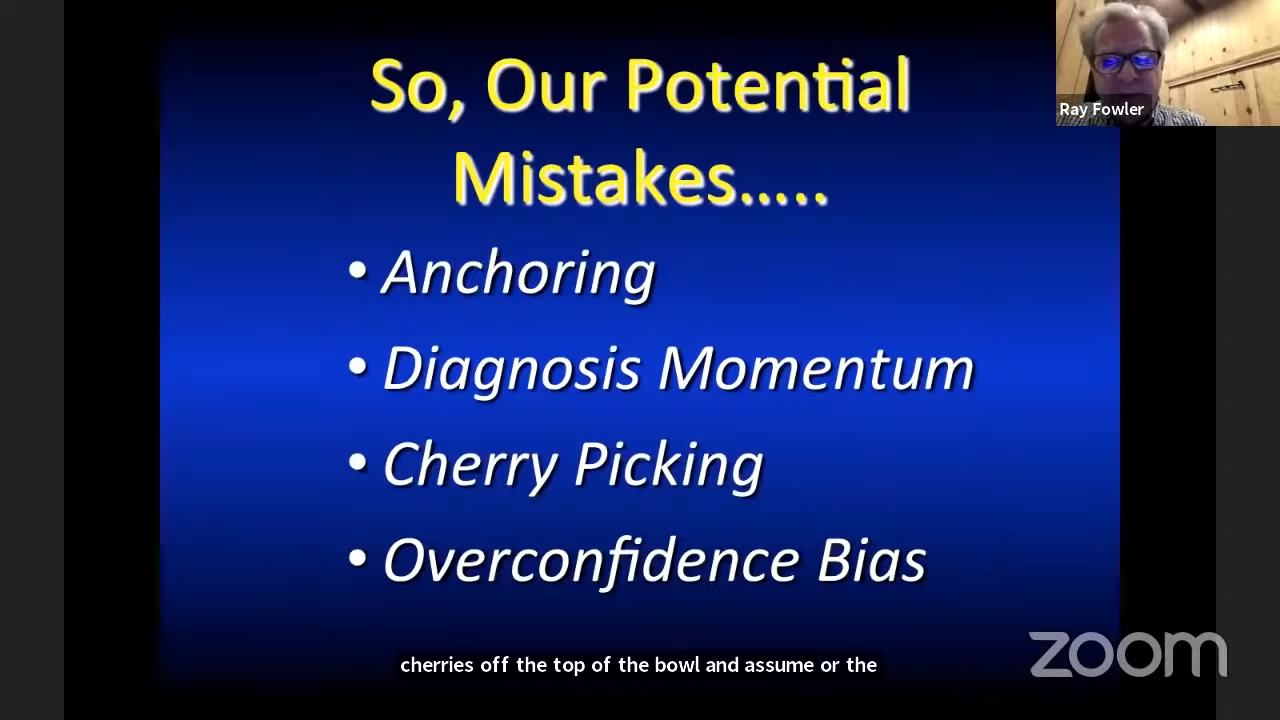 So, Our Potential
Mistakes.....
• Anchoring
• Diagnosis Momentum
• Cherry Picking
• Overconfidence Bias
Ray Fowler
cherries off the top of the bowl and assume or the
zoom